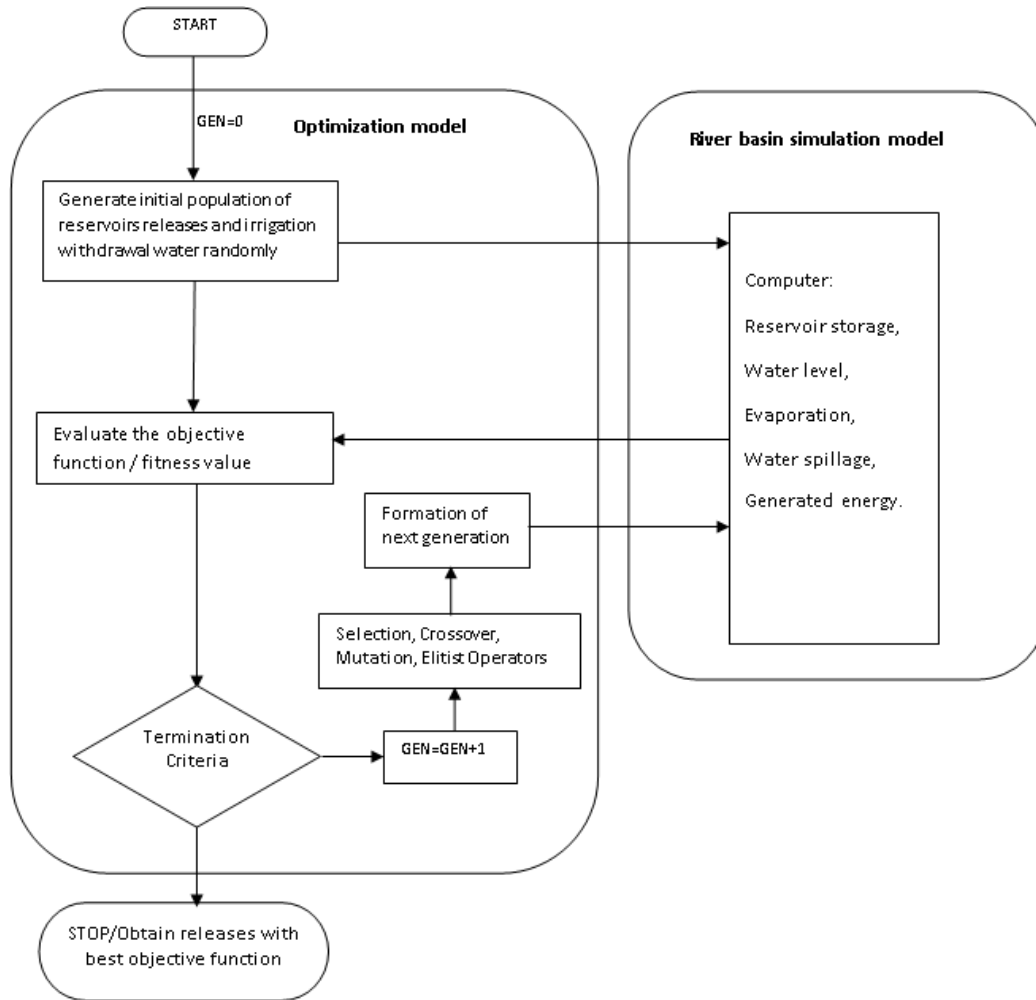 START
GEN=0
Optimization model
River basin simulation model
Generate initial population of
reservoirs releases and irrigation
withdrawal water randomly
Computer:
Reservoir storage,
Water level,
Evaporation,
Water spillage,
Generated energy.
Evaluate the objective
function / fitness value
Formation of
next generation
Selection, Crossover,
Mutation, Elitist Operators
Termination
Criteria
GEN=GEN+1
STOP/Obtain releases with
best objective function